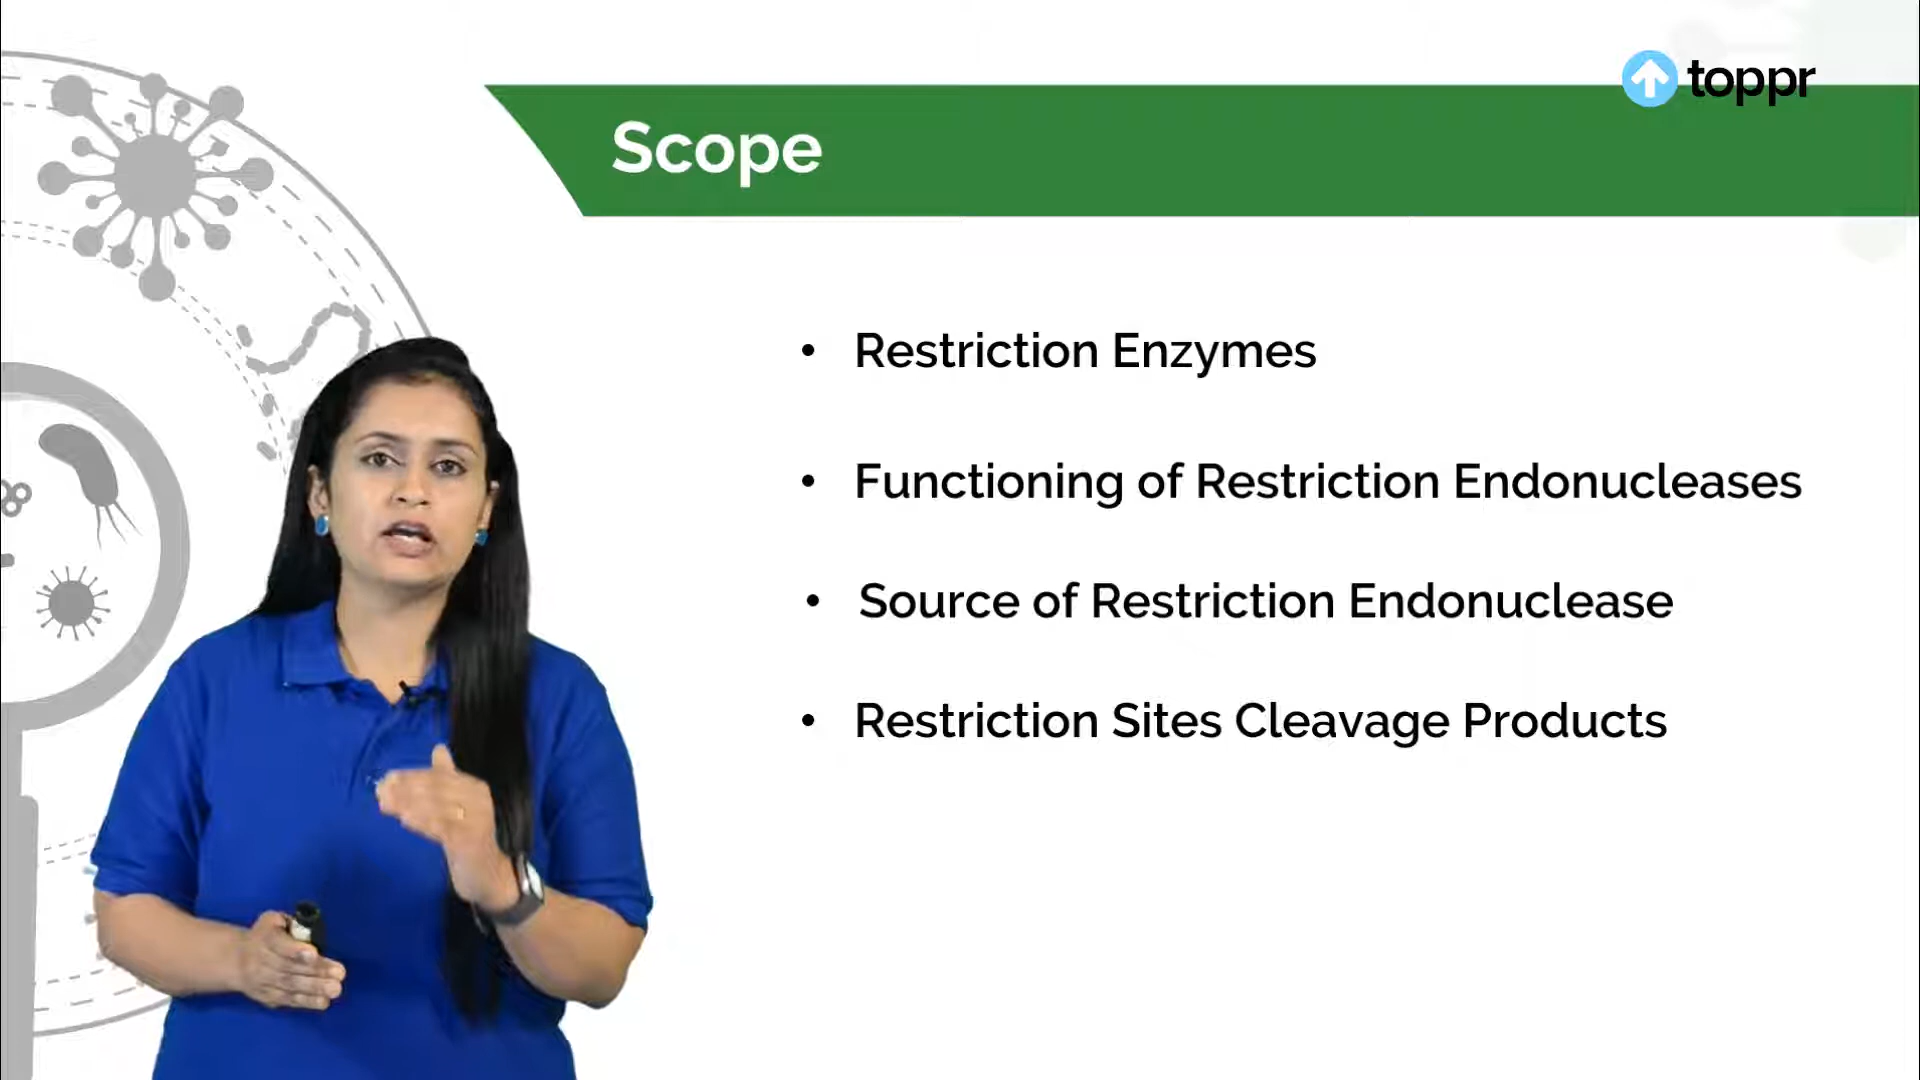 toppr
Scope
• Restriction Enzymes
• Functioning of Restriction Endonucleases
• Source of Restriction Endonuclease
• Restriction Sites Cleavage Products